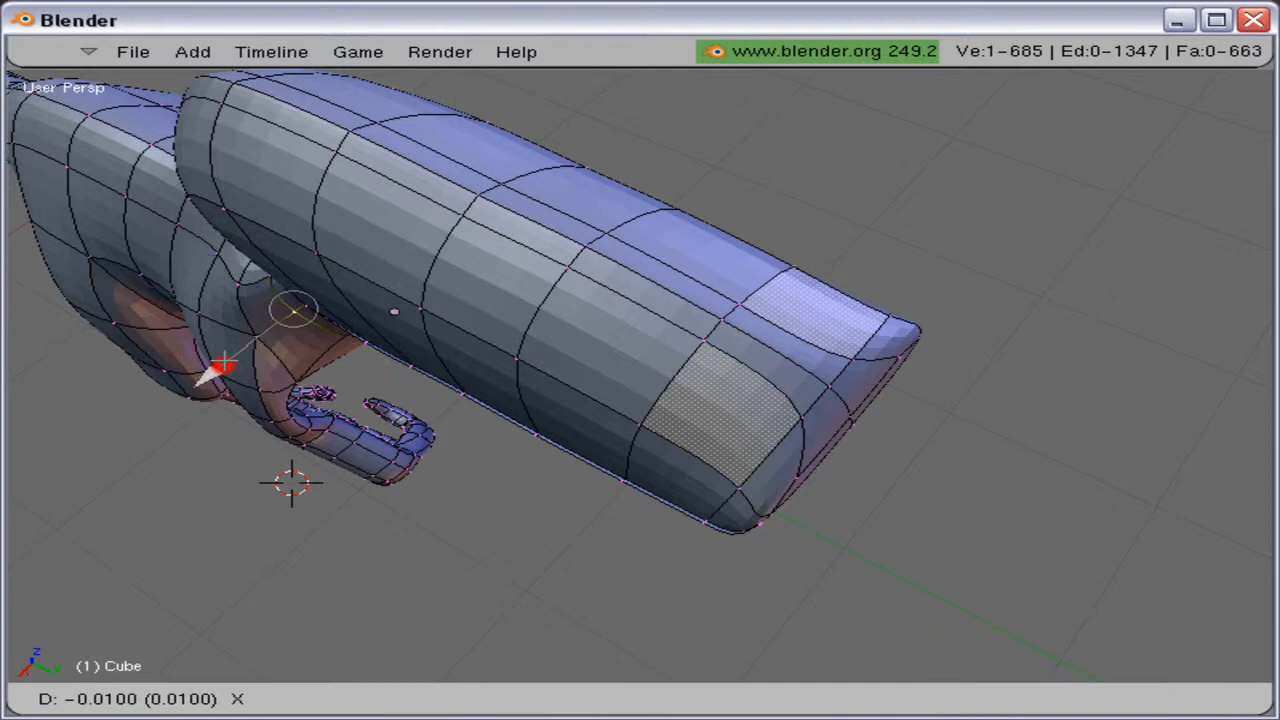 Blender
File Add Timeline Game Render Help www.blender.org 249.2 Ve:1-685 | Ed:0-1347 | Fa:0-663
User Persp
z
x y
(1) Cube
D: -0.0100 (0.0100) X